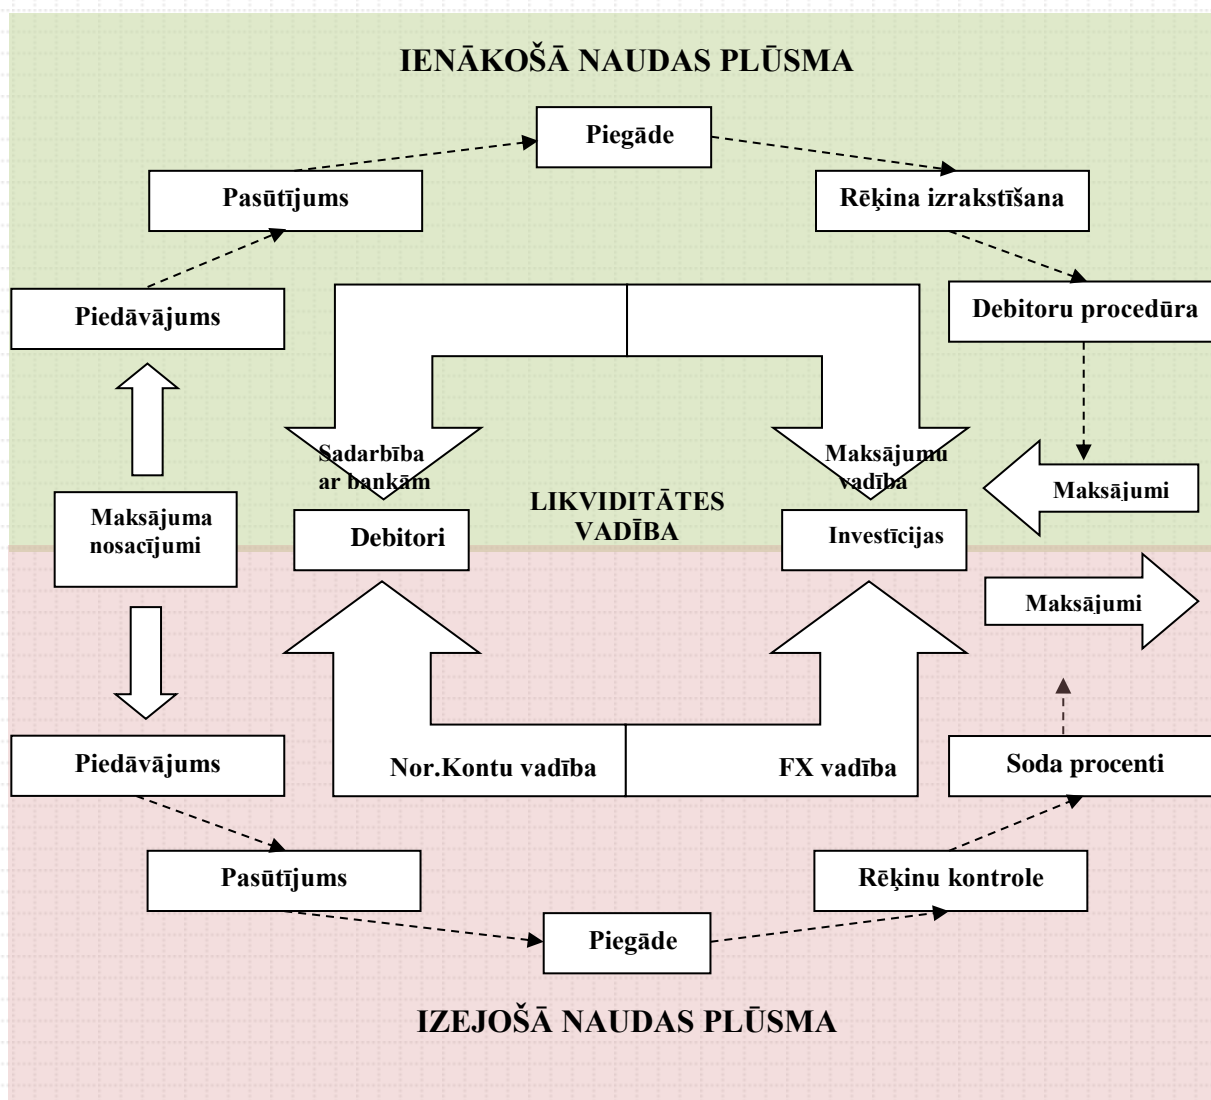 IENĀKOŠĀ NAUDAS PLŪSMA
Piegāde
Pasūtījums
Rēķina izrakstīšana
Piedāvājums
Debitoru procedūra
Sadarbība
ar bankām
Maksājumu
vadība
Maksājumi
Maksājuma
nosacījumi
LIKVIDITĀTES
VADĪBA
Debitori
Investīcijas
Maksājumi
Piedāvājums
Nor.Kontu vadība
FX vadība
Soda procenti
Pasūtījums
Rēķinu kontrole
Piegāde
IZEJOŠĀ NAUDAS PLŪSMA